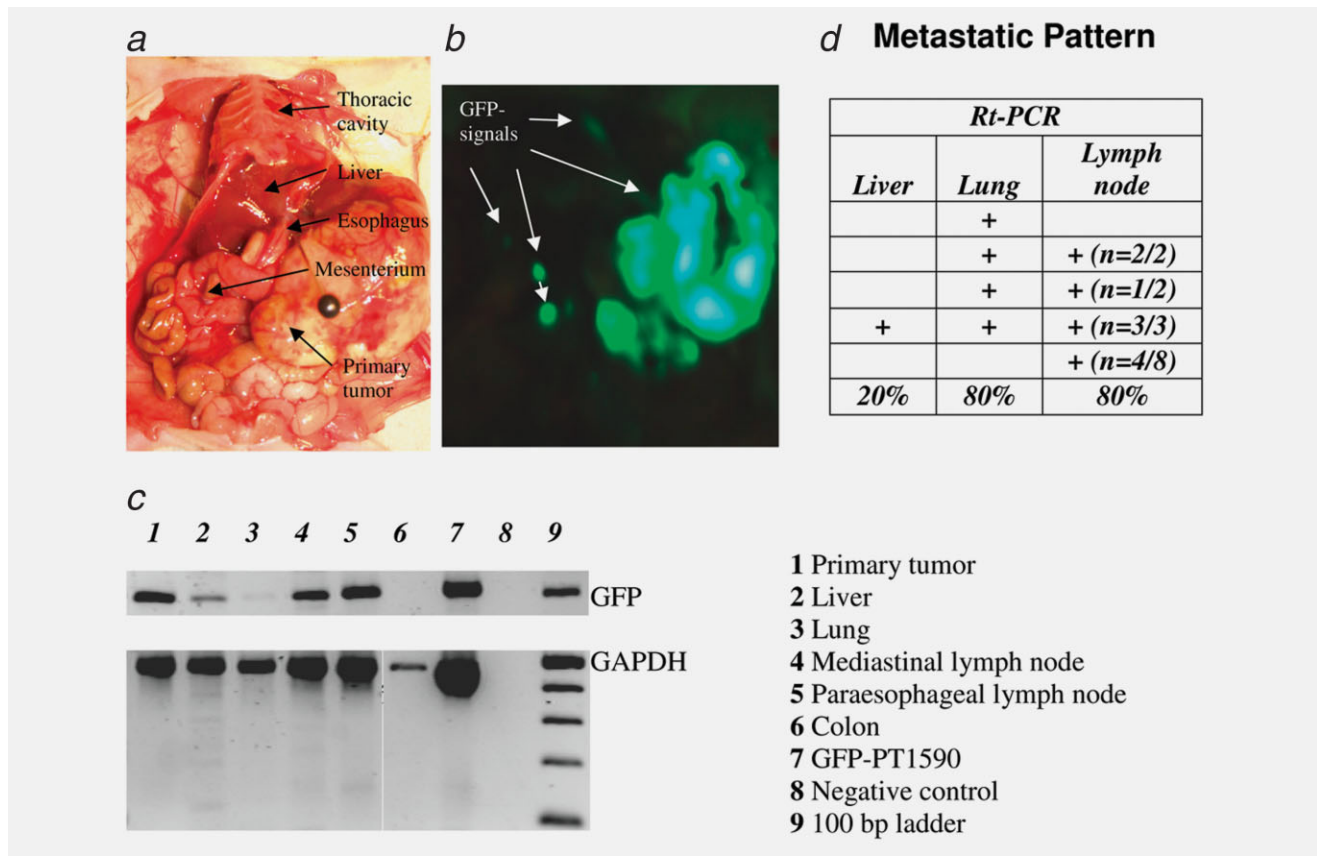 a
Thoracic
cavity
Liver
Esophagus
Mesenterium
Primary
tumor
b
GFP-
signals
d Metastatic Pattern
Rt-PCR
Liver Lung Lymph
node
+
+ + (n=2/2)
+ + (n=1/2)
+ + + (n=3/3)
+ (n=4/8)
20% 80% 80%
c
1 2 3 4 5 6 7 8 9
GFP
GAPDH
1 Primary tumor
2 Liver
3 Lung
4 Mediastinal lymph node
5 Paraesophageal lymph node
6 Colon
7 GFP-PT1590
8 Negative control
9 100 bp ladder